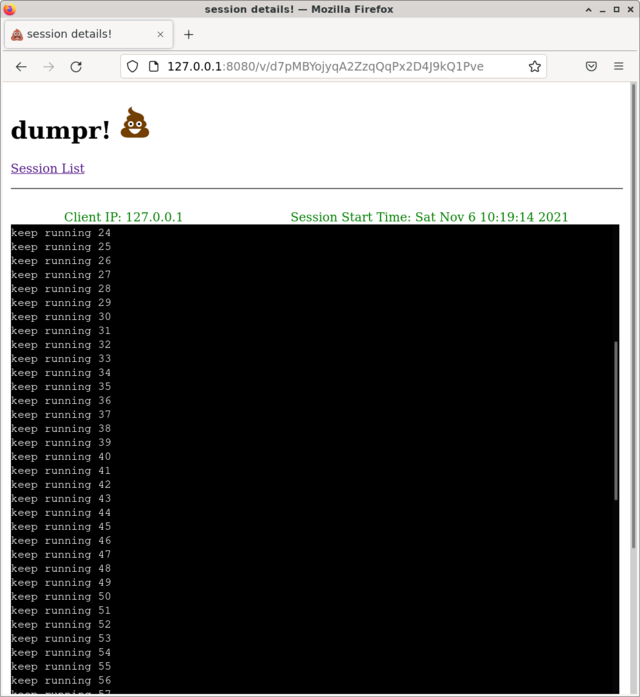 session details! — Mozilla Firefox
session details!
127.0.0.1:8080/v/d7pMBYojyqA2ZzqQqPx2D4J9kQ1Pve
dumpr! 💩
Session List
Client IP: 127.0.0.1 Session Start Time: Sat Nov 6 10:19:14 2021
keep running 24
keep running 25
keep running 26
keep running 27
keep running 28
keep running 29
keep running 30
keep running 31
keep running 32
keep running 33
keep running 34
keep running 35
keep running 36
keep running 37
keep running 38
keep running 39
keep running 40
keep running 41
keep running 42
keep running 43
keep running 44
keep running 45
keep running 46
keep running 47
keep running 48
keep running 49
keep running 50
keep running 51
keep running 52
keep running 53
keep running 54
keep running 55
keep running 56
keep running 57